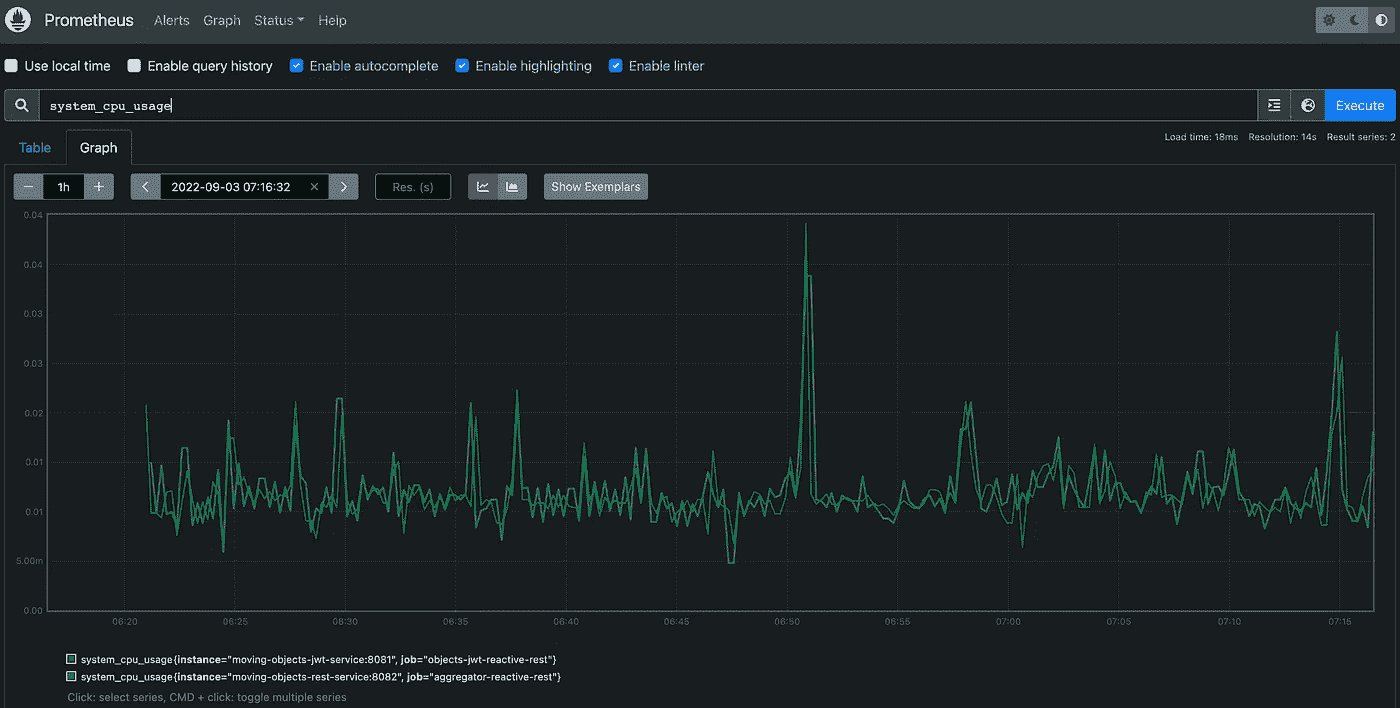 Prometheus Alerts Graph Status Help
Use local time Enable query history Enable autocomplete Enable highlighting Enable linter
system_cpu_usage Execute
Load time: 18ms Resolution: 14s Result series: 2
Table Graph
1h 2022-09-03 07:16:32 Res. (s) Show Exemplars
0.04
0.04
0.03
0.03
0.02
0.01
0.01
5.00m
0.00
06:20 06:25 06:30 06:35 06:40 06:45 06:50 06:55 07:00 07:05 07:10 07:15
system_cpu_usage{instance="moving-objects-jwt-service:8081", job="objects-jwt-reactive-rest"}
system_cpu_usage{instance="moving-objects-rest-service:8082", job="aggregator-reactive-rest"}
Click: select series, CMD + click: toggle multiple series